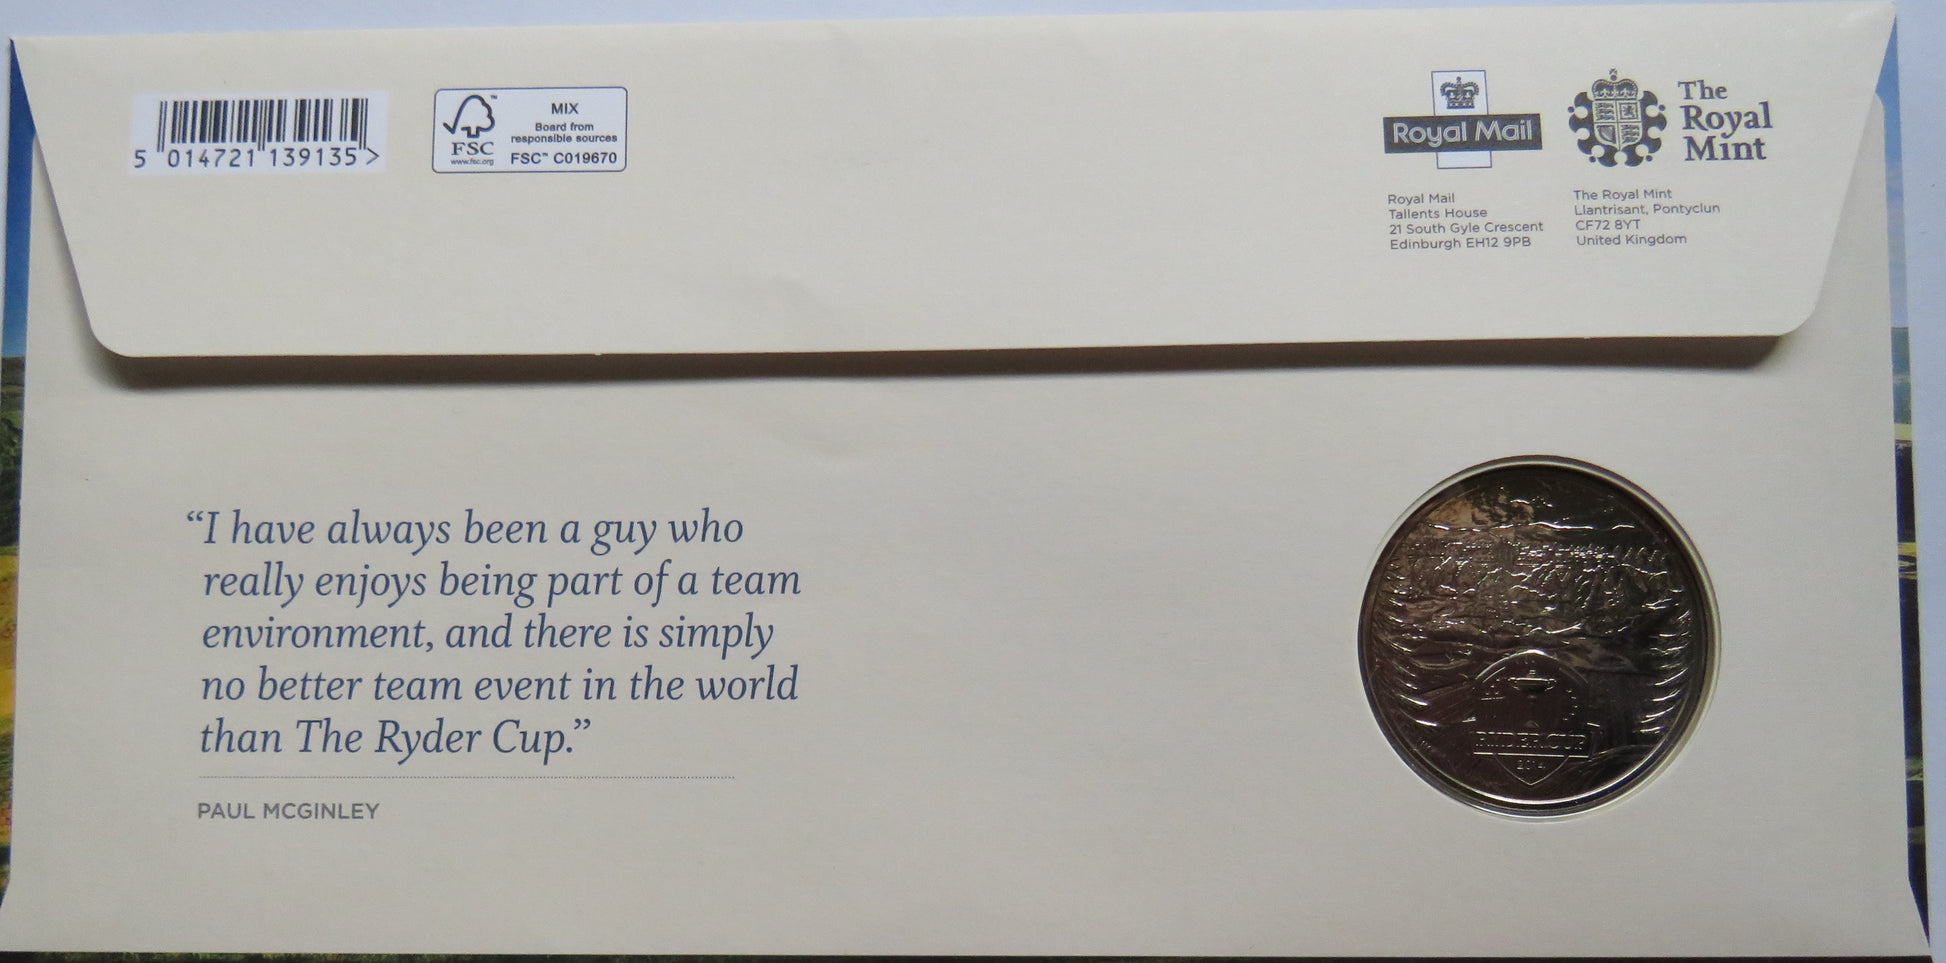 5 014721 139135 >
FSC™
www.fsc.org
MIX
Board from
responsible sources
FSC™ C019670
Royal Mail
Royal Mail
Tallents House
21 South Gyle Crescent
Edinburgh EH12 9PB
The
Royal
Mint
The Royal Mint
Llantrisant, Pontyclun
CF72 8YT
United Kingdom
“I have always been a guy who
really enjoys being part of a team
environment, and there is simply
no better team event in the world
than The Ryder Cup.”
PAUL MCGINLEY
RYDER CUP
2014